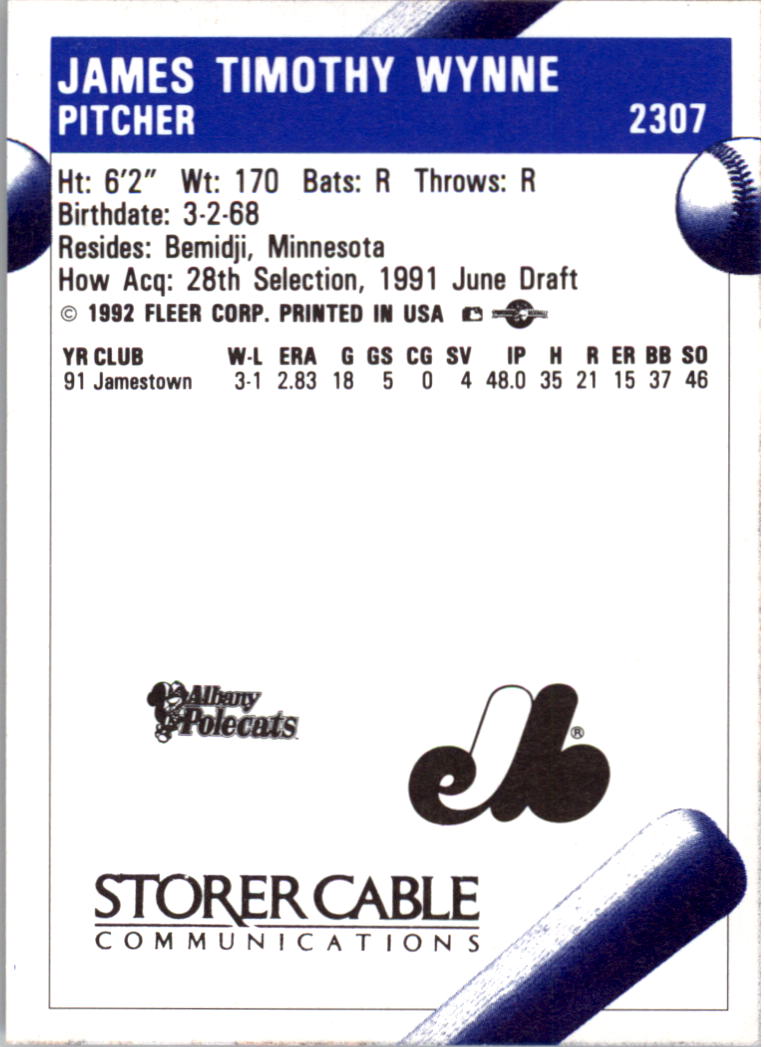 JAMES TIMOTHY WYNNE
PITCHER 2307
Ht: 6'2" Wt: 170 Bats: R Throws: R
Birthdate: 3-2-68
Resides: Bemidji, Minnesota
How Acq: 28th Selection, 1991 June Draft
© 1992 FLEER CORP. PRINTED IN USA
YR CLUB W-L ERA G GS CG SV IP H R ER BB SO
91 Jamestown 3-1 2.83 18 5 0 4 48.0 35 21 15 37 46
Albany
Polecats
®
STORER CABLE
COMMUNICATIONS